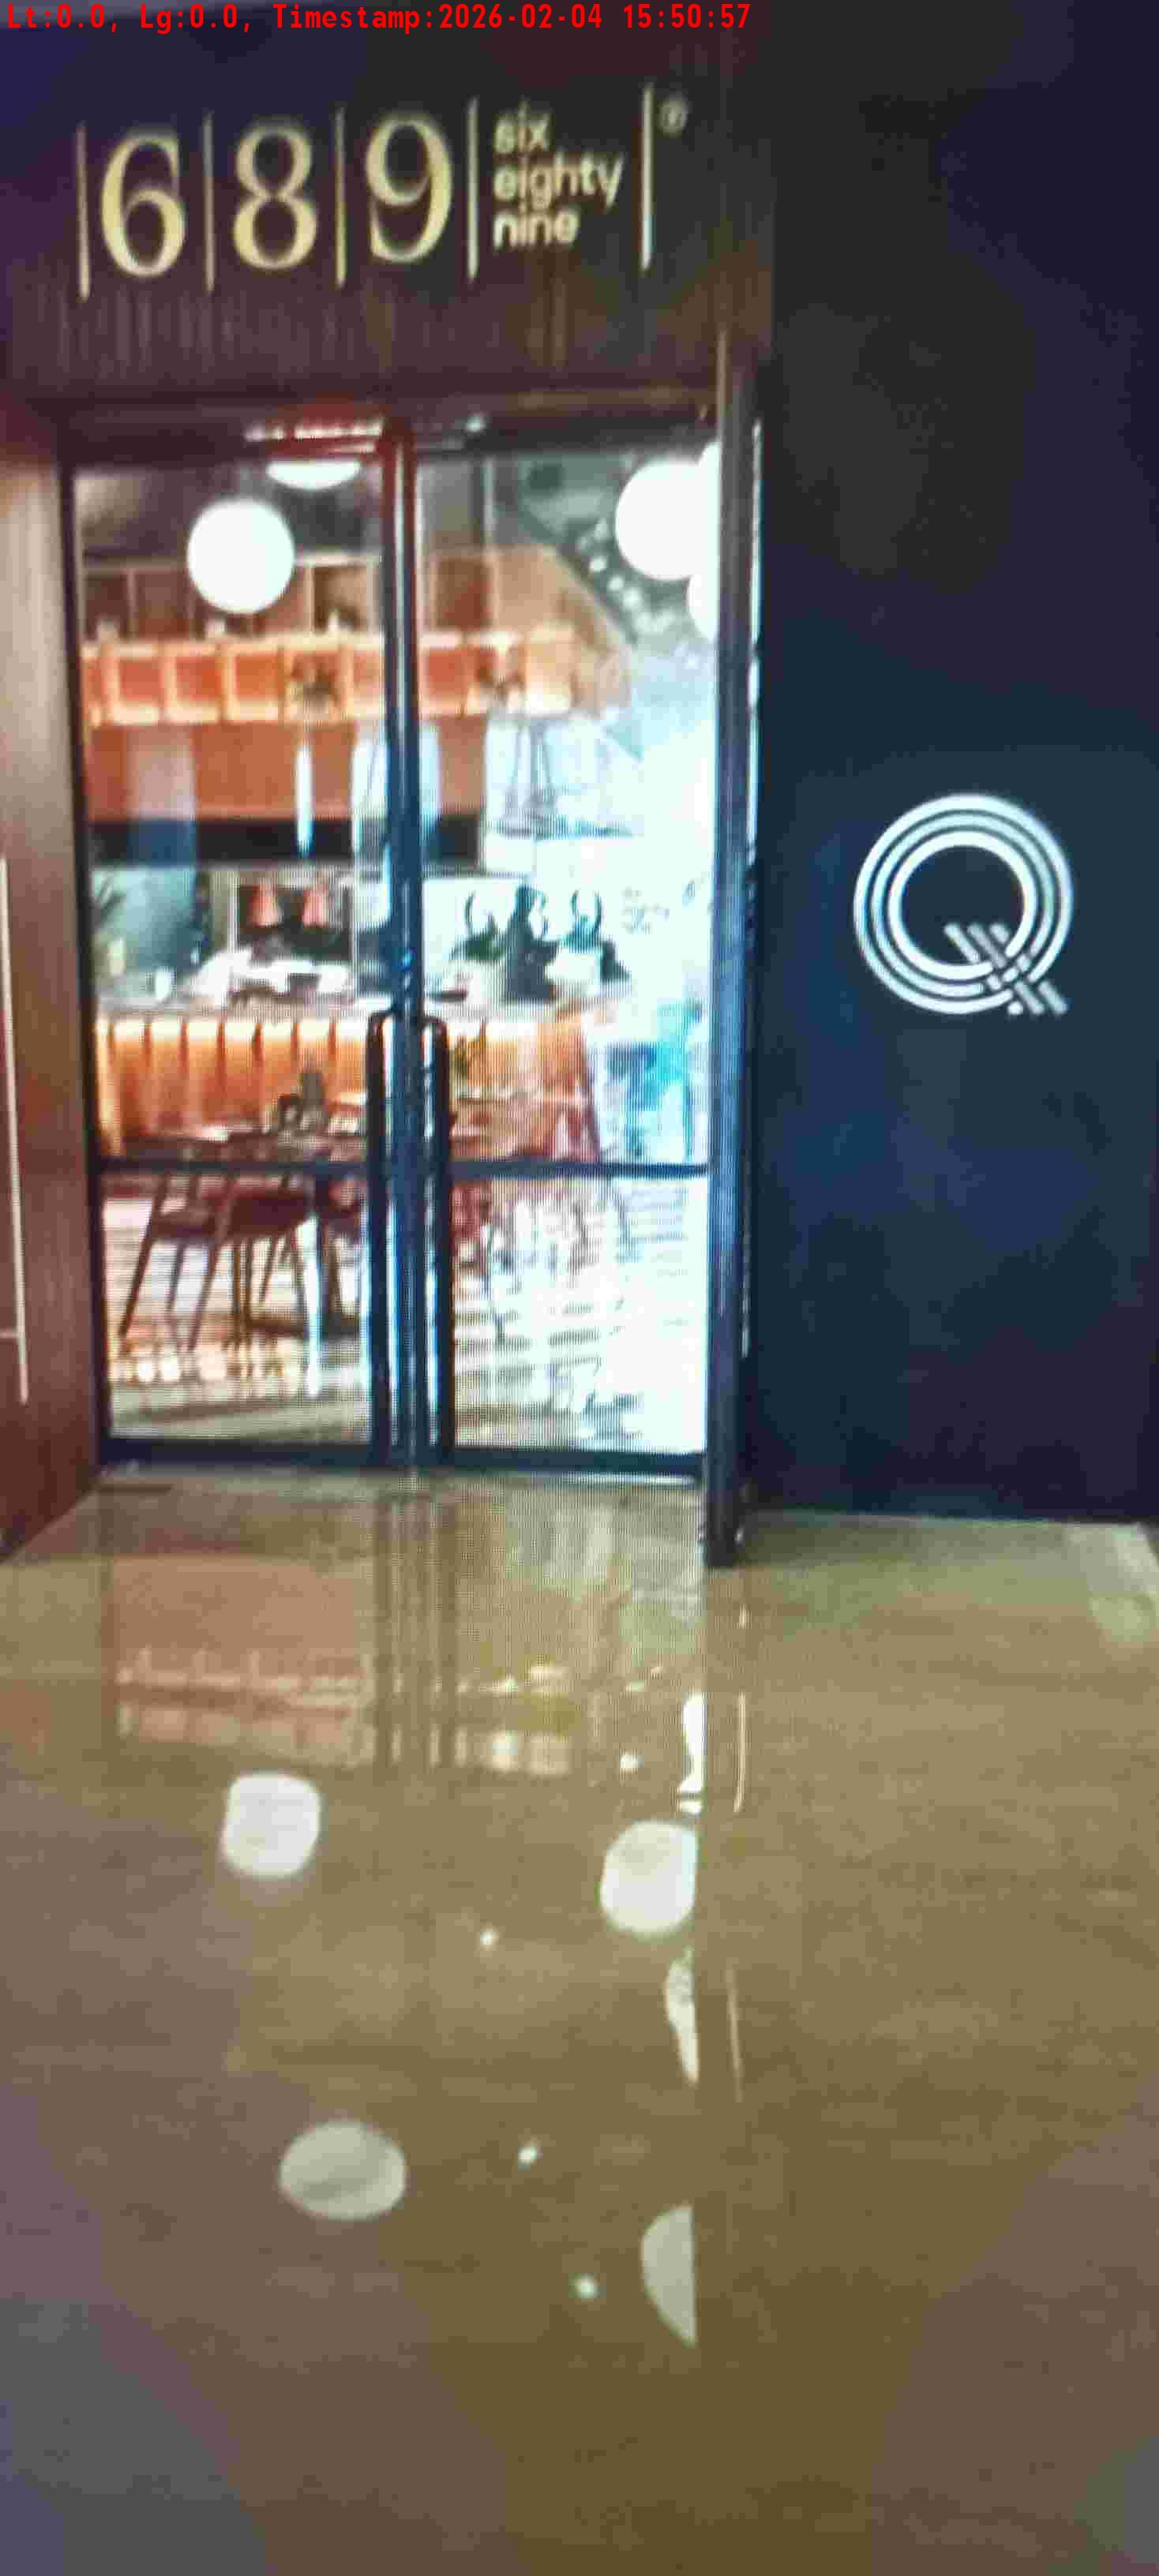 Lt:0.0, Lg:0.0, Timestamp:2026-02-04 15:50:57
|6|8|9| six
eighty
nine |®
Q